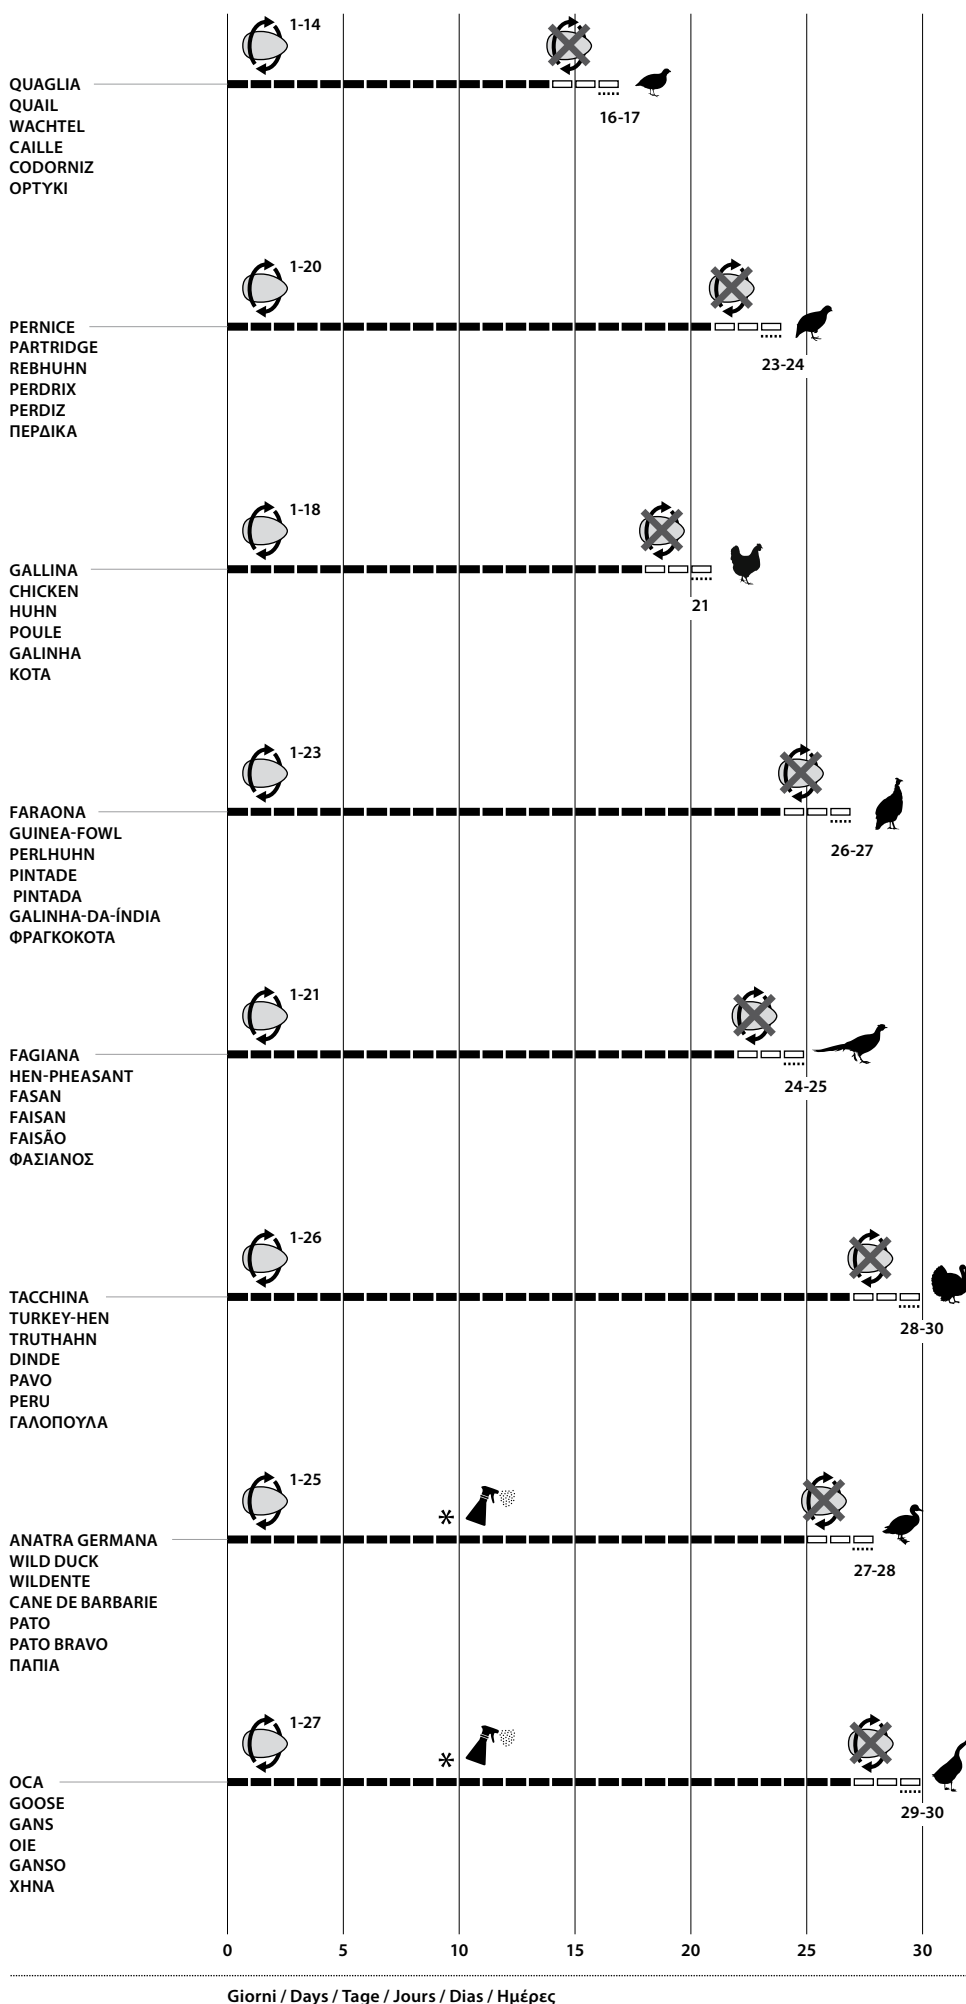 1-14
QUAGLIA
QUAIL
WACHTEL
CAILLE
CODORNIZ
ΟΡΤΥΚΙ
16-17
1-20
PERNICE
PARTRIDGE
REBHUHN
PERDRIX
PERDIZ
ΠΕΡΔΙΚΑ
23-24
1-18
GALLINA
CHICKEN
HUHN
POULE
GALINHA
ΚΟΤΑ
21
1-23
FARAONA
GUINEA-FOWL
PERLHUHN
PINTADE
PINTADA
GALINHA-DA-ÍNDIA
ΦΡΑΓΚΟΚΟΤΑ
26-27
1-21
FAGIANA
HEN-PHEASANT
FASAN
FAISAN
FAISÃO
ΦΑΣΙΑΝΟΣ
24-25
1-26
TACCHINA
TURKEY-HEN
TRUTHAHN
DINDE
PAVO
PERU
ΓΑΛΟΠΟΥΛΑ
28-30
1-25
*
ANATRA GERMANA
WILD DUCK
WILDENTE
CANE DE BARBARIE
PATO
PATO BRAVO
ΠΑΠΙΑ
27-28
1-27
*
OCA
GOOSE
GANS
OIE
GANSO
ΧΗΝΑ
29-30
0 5 10 15 20 25 30
Giorni / Days / Tage / Jours / Dias / Ημέρες